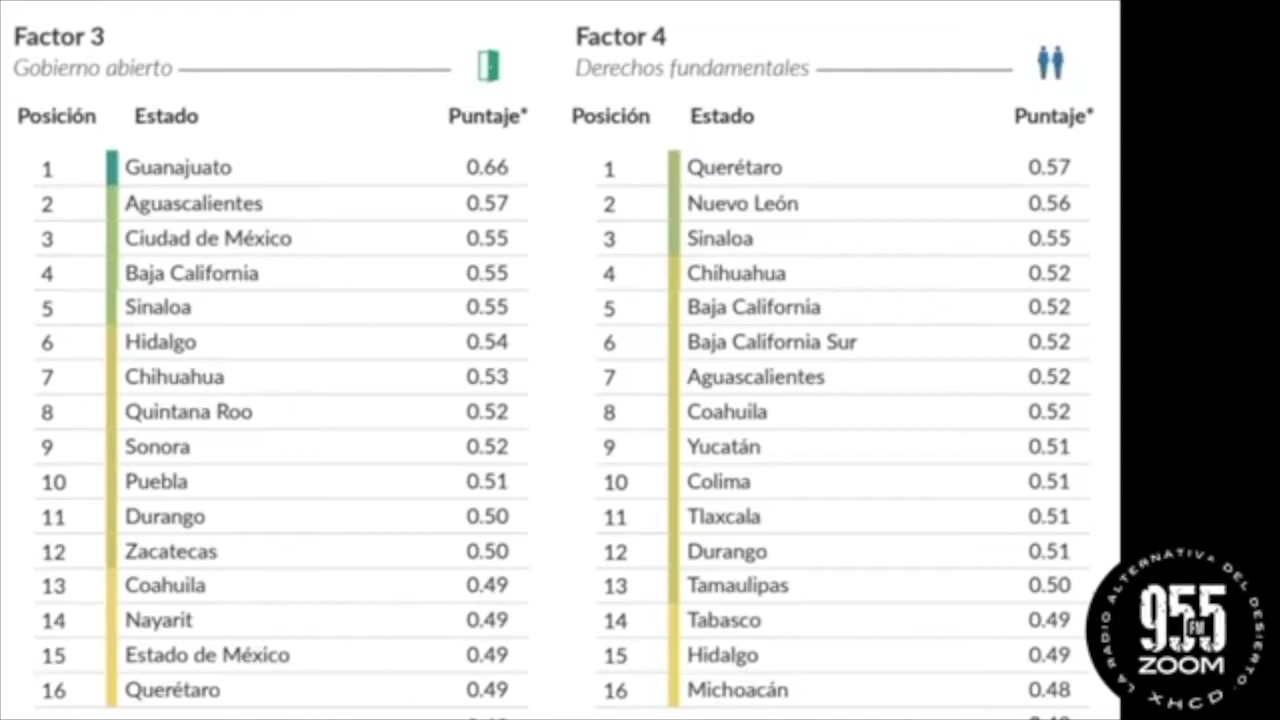 Factor 3
Gobierno abierto
Posición Estado Puntaje*
1 Guanajuato 0.66
2 Aguascalientes 0.57
3 Ciudad de México 0.55
4 Baja California 0.55
5 Sinaloa 0.55
6 Hidalgo 0.54
7 Chihuahua 0.53
8 Quintana Roo 0.52
9 Sonora 0.52
10 Puebla 0.51
11 Durango 0.50
12 Zacatecas 0.50
13 Coahuila 0.49
14 Nayarit 0.49
15 Estado de México 0.49
16 Querétaro 0.49
Factor 4
Derechos fundamentales
Posición Estado Puntaje*
1 Querétaro 0.57
2 Nuevo León 0.56
3 Sinaloa 0.55
4 Chihuahua 0.52
5 Baja California 0.52
6 Baja California Sur 0.52
7 Aguascalientes 0.52
8 Coahuila 0.52
9 Yucatán 0.51
10 Colima 0.51
11 Tlaxcala 0.51
12 Durango 0.51
13 Tamaulipas 0.50
14 Tabasco 0.49
15 Hidalgo 0.49
16 Michoacán 0.48
LA RADIO ALTERNATIVA DEL DESIERTO
95.5
FM
ZOOM
XHCD